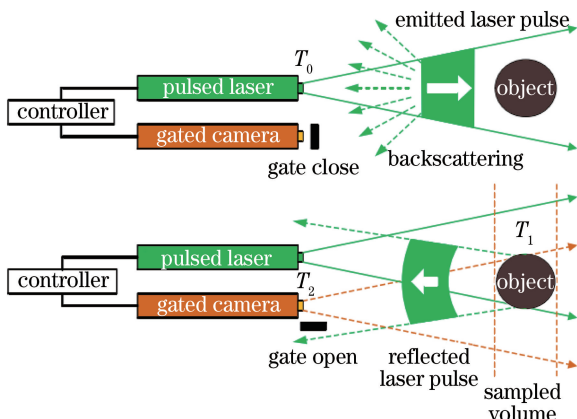 emitted laser pulse
T0
pulsed laser
object
controller
gated camera
backscattering
gate close
T1
pulsed laser
controller
T2
gated camera
object
gate open
reflected
laser pulse
sampled
volume